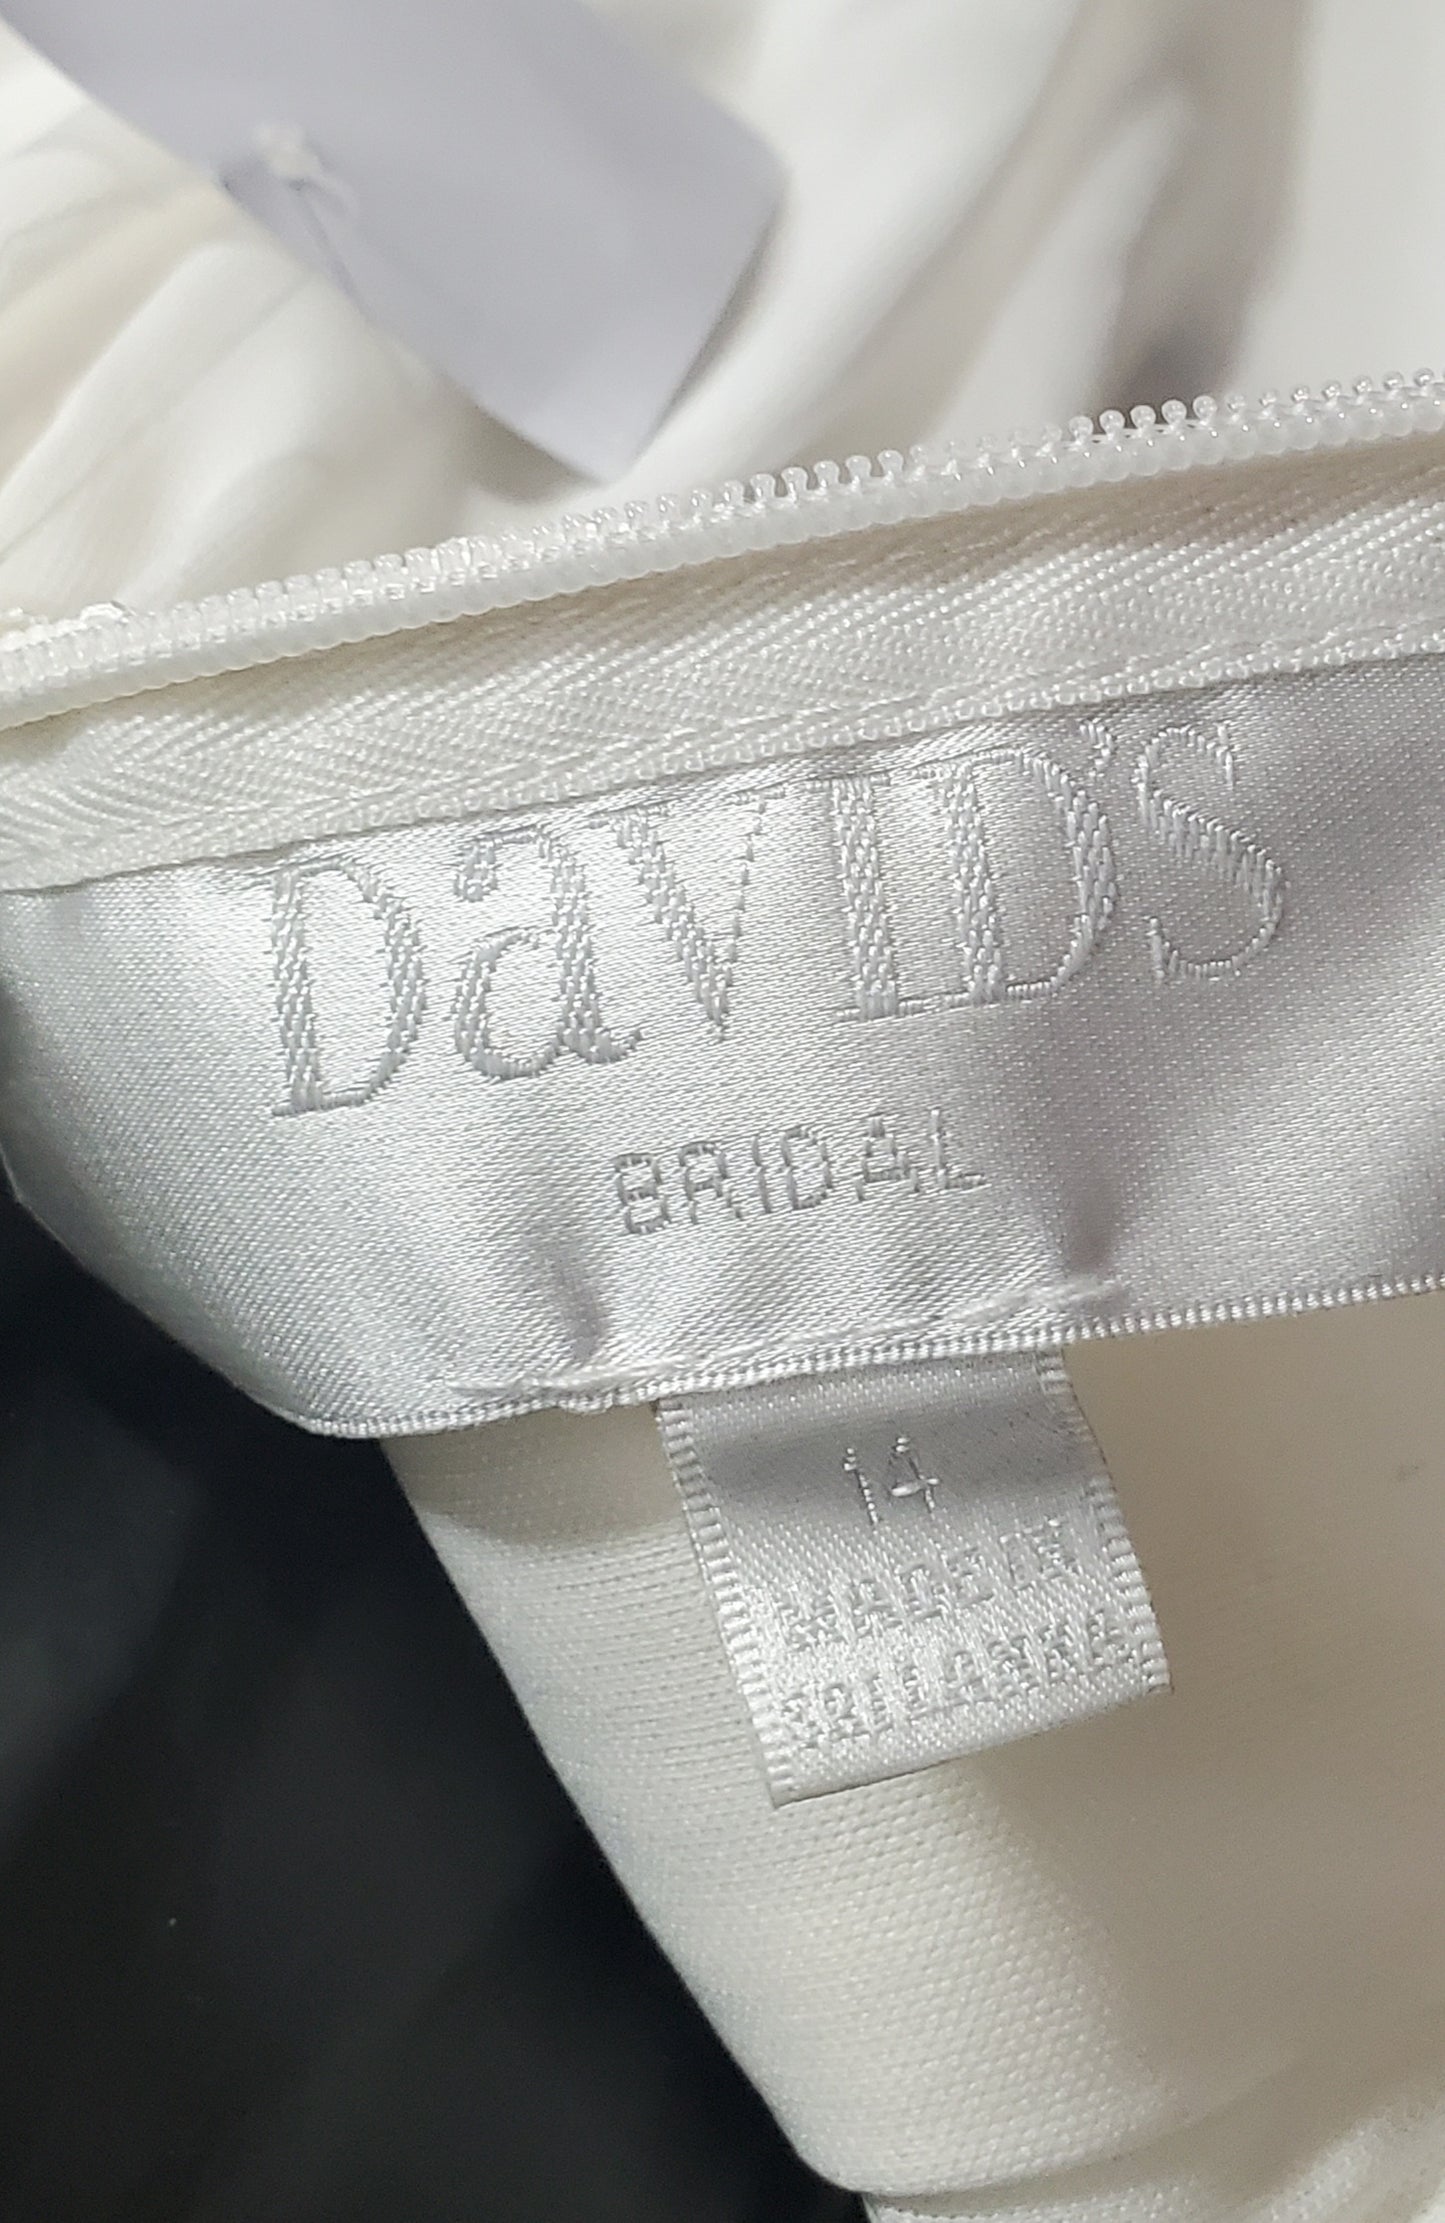 DaVID'S
BRIDAL
14
MADE IN
SRI LANKA